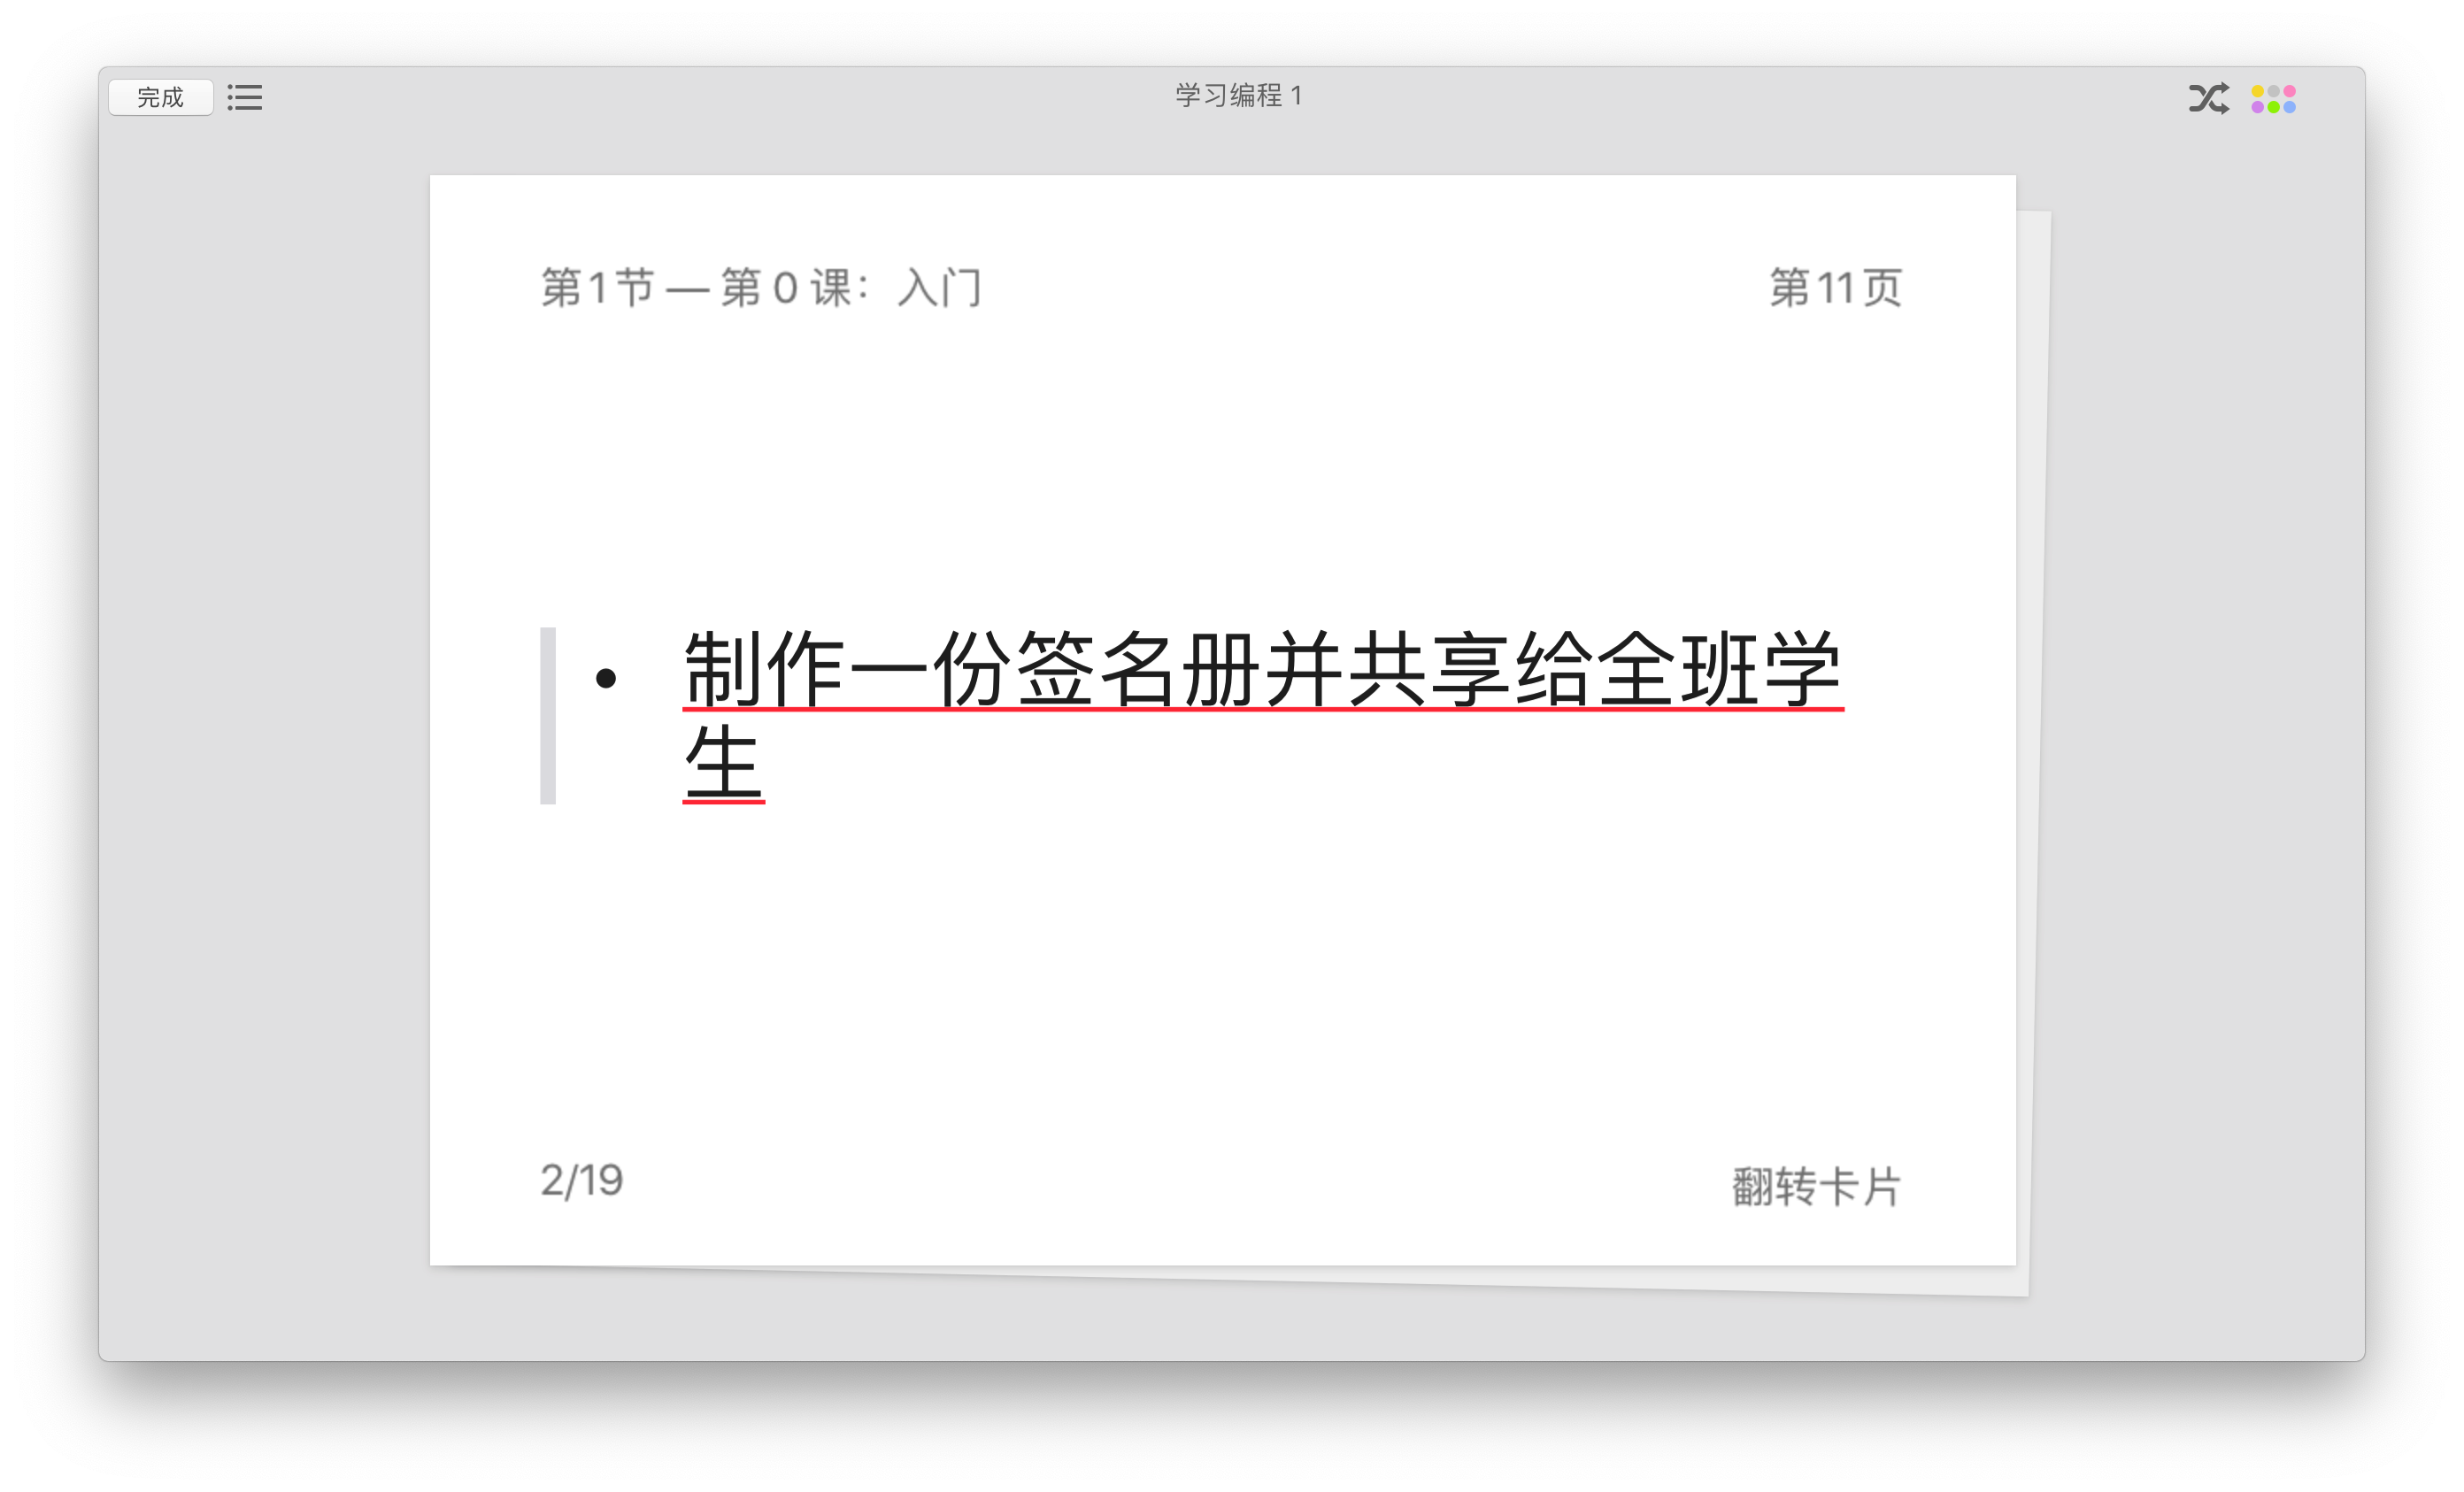 完成
学习编程 1
第1节 — 第 0 课：入门
第11页
• 制作一份签名册并共享给全班学
生
2/19
翻转卡片